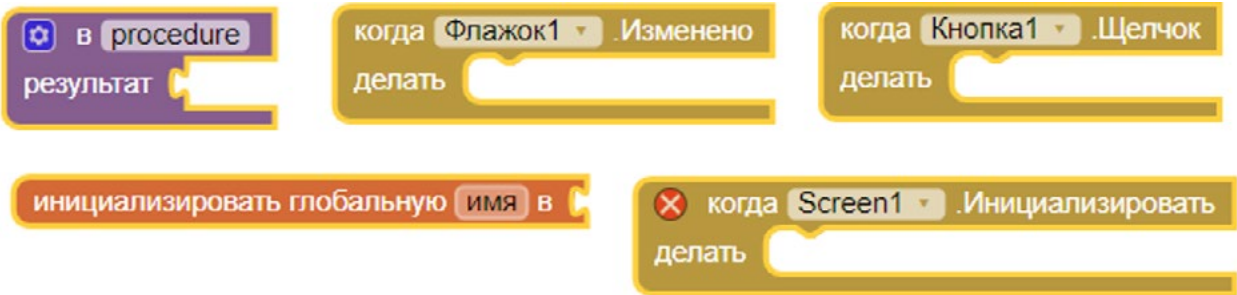 в procedure
результат
когда Флажок1 .Изменено
делать
когда Кнопка1 .Щелчок
делать
инициализировать глобальную имя в
когда Screen1 .Инициализировать
делать